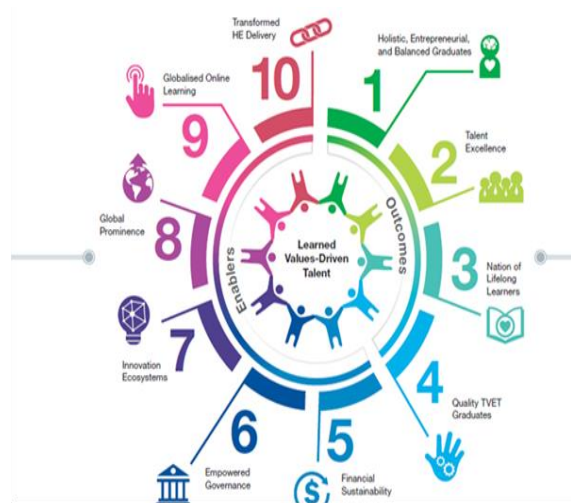 1
Holistic, Entrepreneurial,
and Balanced Graduates
2
Talent
Excellence
3
Nation of
Lifelong
Learners
4
Quality TVET
Graduates
5
Financial
Sustainability
6
Empowered
Governance
7
Innovation
Ecosystems
8
Global
Prominence
9
Globalised Online
Learning
10
Transformed
HE Delivery
Enablers
Outcomes
Learned
Values-Driven
Talent
$